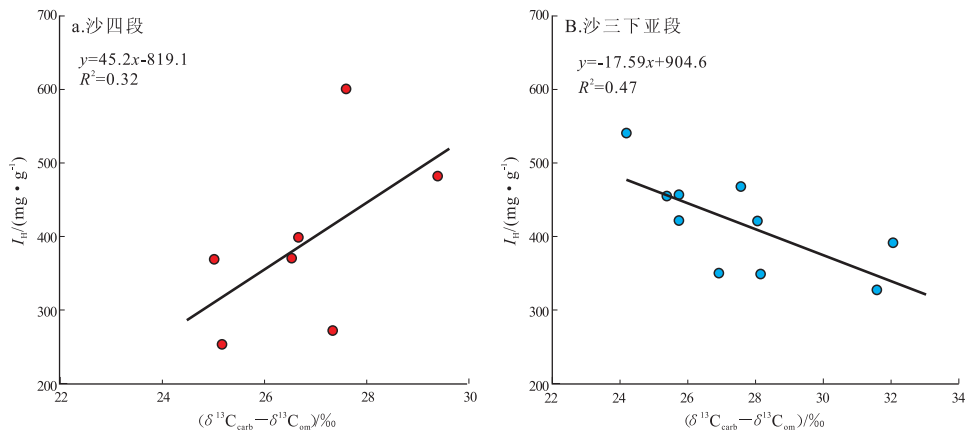 a.沙四段
y=45.2x-819.1
R²=0.32
700
600
500
400
300
200
I_H/(mg·g⁻¹)
22
24
26
28
30
(δ¹³C_carb—δ¹³C_om)/‰
B.沙三下亚段
y=-17.59x+904.6
R²=0.47
700
600
500
400
300
200
I_H/(mg·g⁻¹)
22
24
26
28
30
32
34
(δ¹³C_carb—δ¹³C_om)/‰